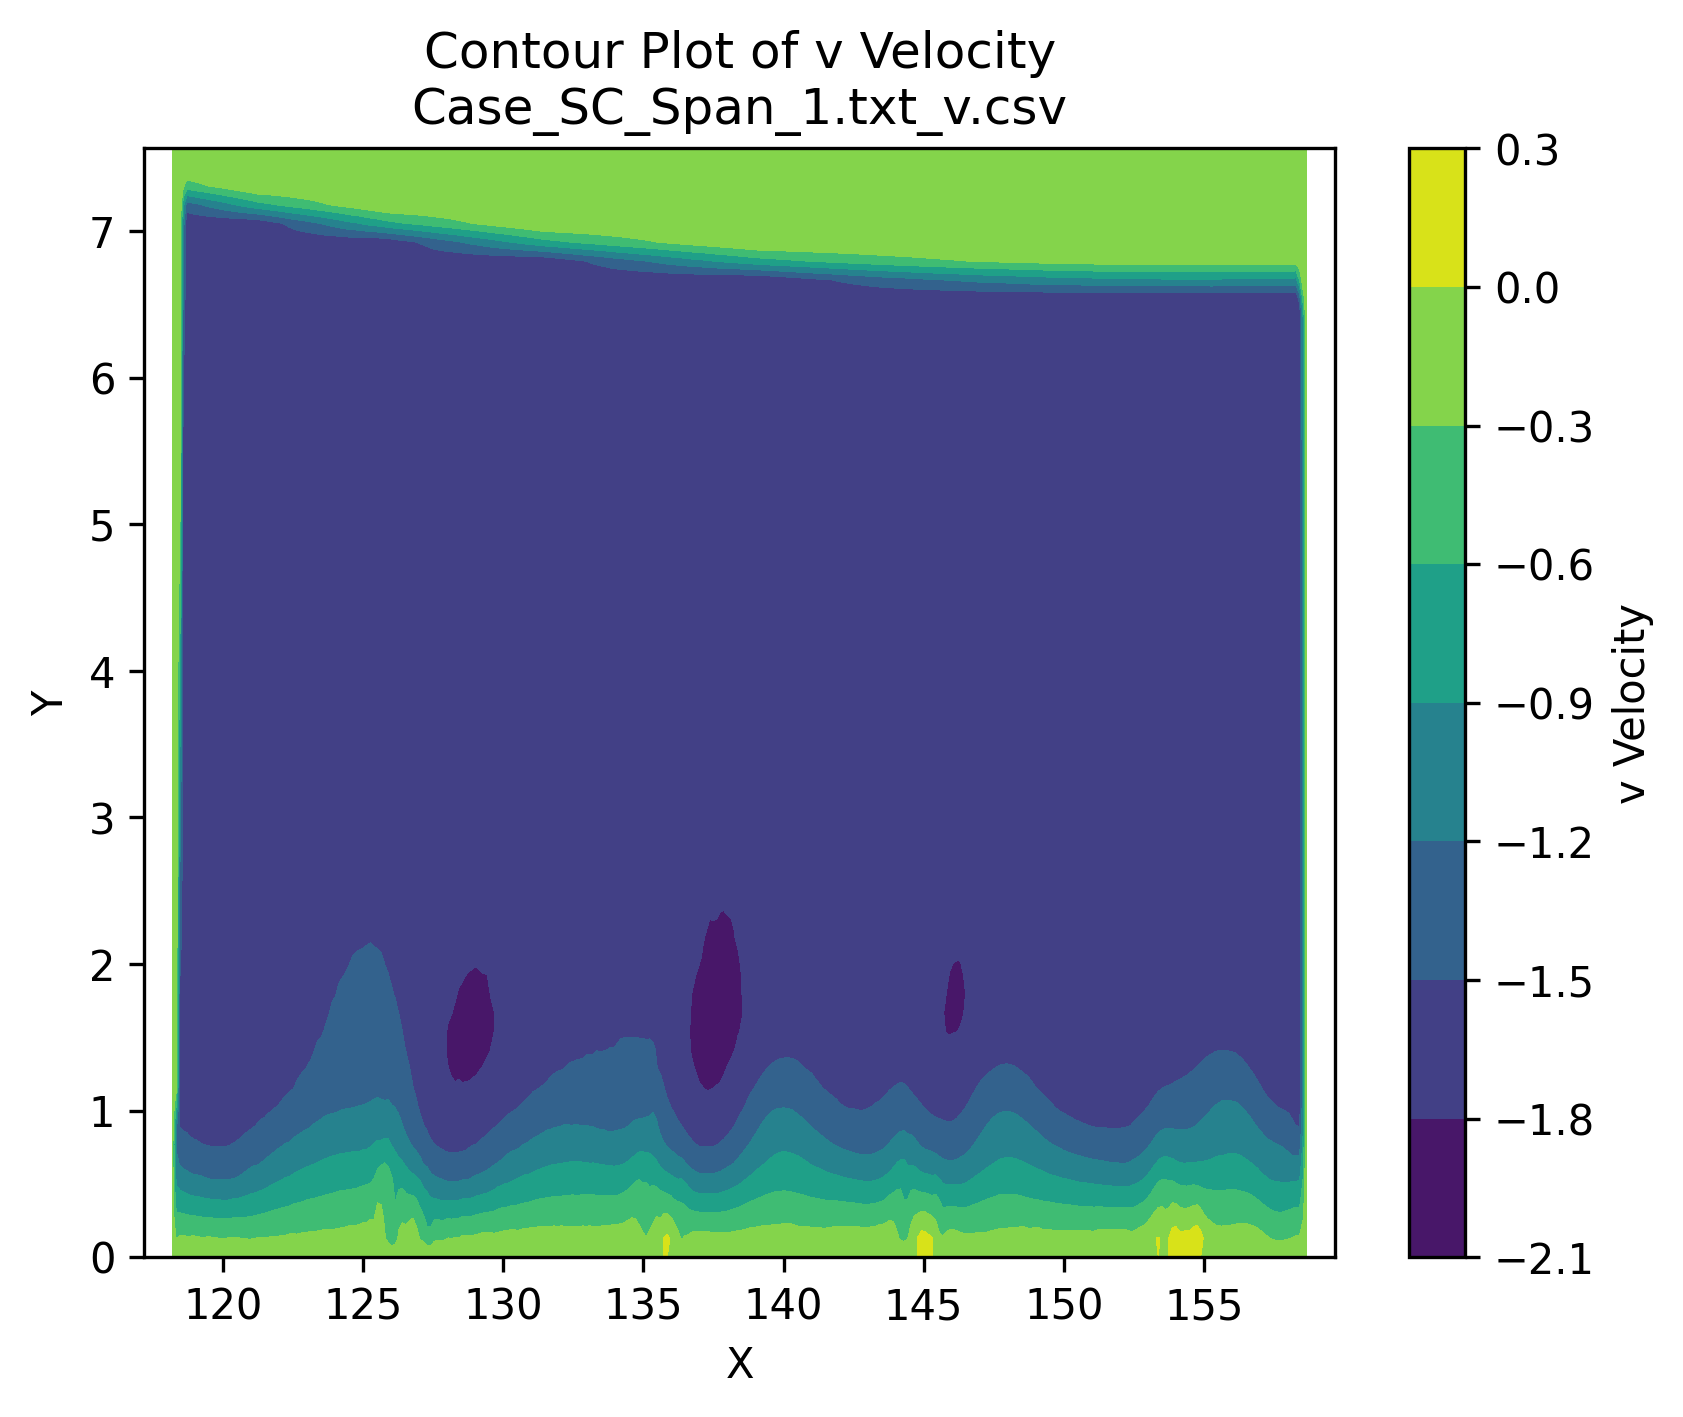 Contour Plot of v Velocity
Case_SC_Span_1.txt_v.csv
7
6
5
4
3
2
1
0
Y
120 125 130 135 140 145 150 155
X
0.3
0.0
−0.3
−0.6
−0.9
−1.2
−1.5
−1.8
−2.1
v Velocity